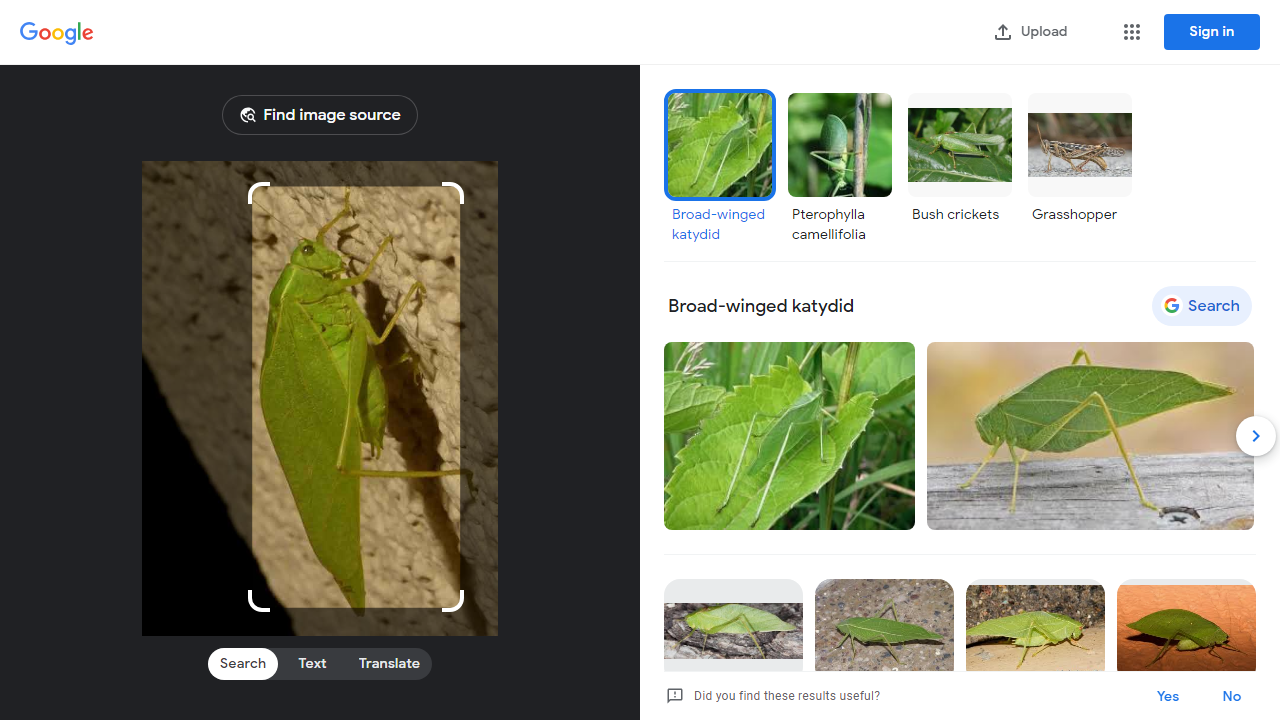 Google
Upload
Sign in
Find image source
Broad-winged
katydid
Pterophylla
camellifolia
Bush crickets
Grasshopper
Broad-winged katydid
Search
Search
Text
Translate
Did you find these results useful?
Yes
No